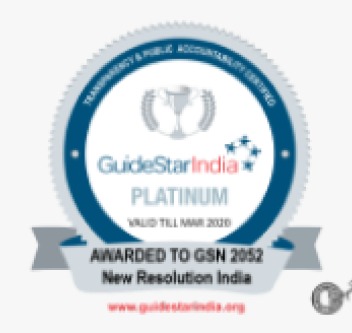 TRANSPARENCY & PUBLIC ACCOUNTABILITY CERTIFIED
GuideStarIndia
PLATINUM
VALID TILL MAR 2020
AWARDED TO GSN 2052
New Resolution India
www.guidestarindia.org